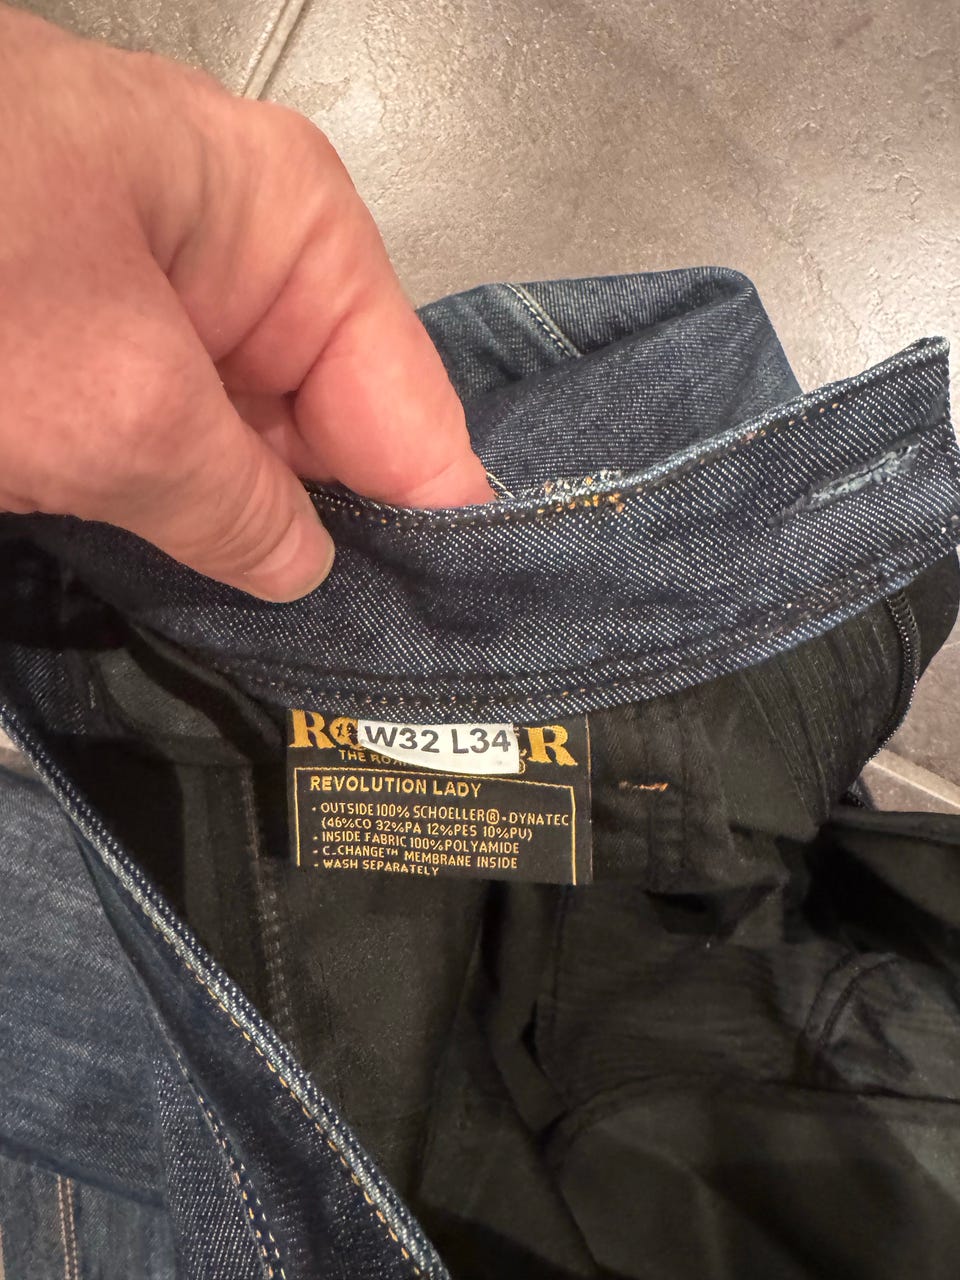 W32 L34
REVOLUTION LADY
• OUTSIDE 100% SCHOELLER®-DYNATEC
(46%CO 32%PA 12%PES 10%PU)
• INSIDE FABRIC 100% POLYAMIDE
• C_CHANGE™ MEMBRANE INSIDE
• WASH SEPARATELY